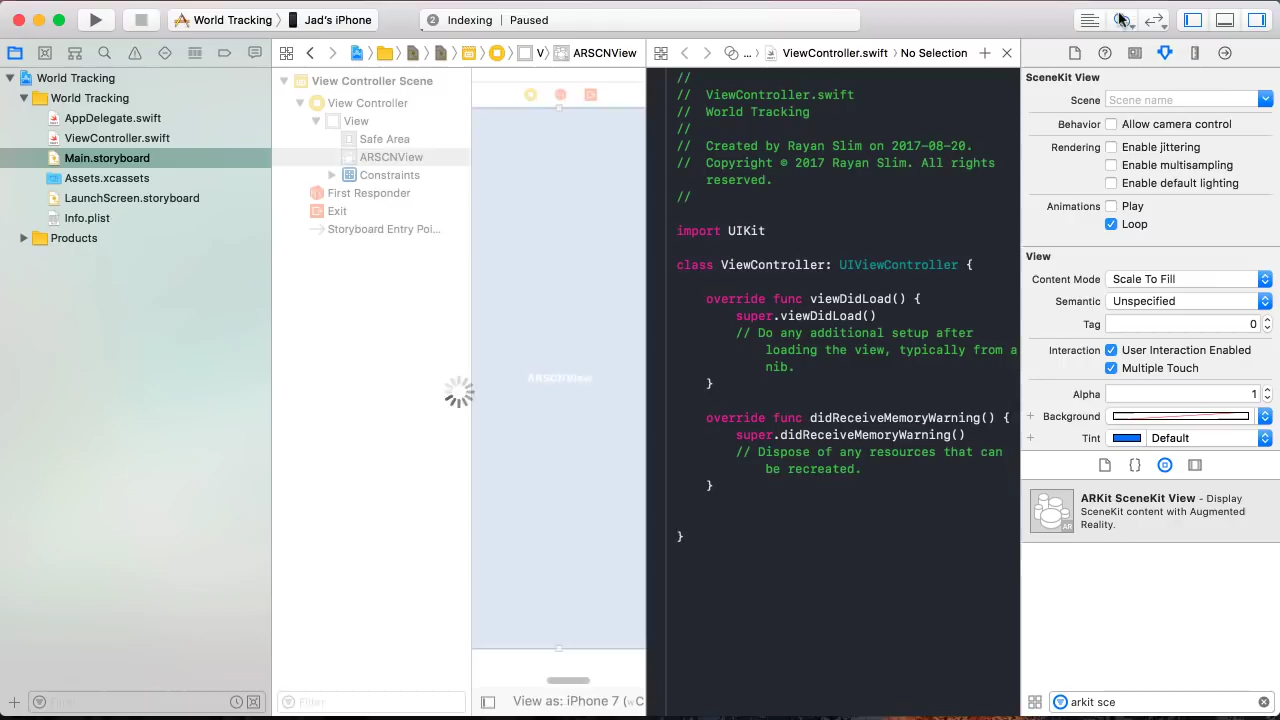 World Tracking
Jad's iPhone
2
Indexing
Paused
V
ARSCNView
...
ViewController.swift
No Selection
World Tracking
World Tracking
AppDelegate.swift
ViewController.swift
Main.storyboard
Assets.xcassets
LaunchScreen.storyboard
Info.plist
Products
View Controller Scene
View Controller
View
Safe Area
ARSCNView
Constraints
First Responder
Exit
Storyboard Entry Poi...
Filter
ARSCNView
View as: iPhone 7 (wC
//
// ViewController.swift
// World Tracking
//
// Created by Rayan Slim on 2017-08-20.
// Copyright © 2017 Rayan Slim. All rights
reserved.
//
import UIKit
class ViewController: UIViewController {
override func viewDidLoad() {
super.viewDidLoad()
// Do any additional setup after
loading the view, typically from a
nib.
}
override func didReceiveMemoryWarning() {
super.didReceiveMemoryWarning()
// Dispose of any resources that can
be recreated.
}
}
SceneKit View
Scene
Scene name
Behavior
Allow camera control
Rendering
Enable jittering
Enable multisampling
Enable default lighting
Animations
Play
Loop
View
Content Mode
Scale To Fill
Semantic
Unspecified
Tag
0
Interaction
User Interaction Enabled
Multiple Touch
Alpha
1
Background
Tint
Default
{}
AR
ARKit SceneKit View - Display
SceneKit content with Augmented
Reality.
arkit sce